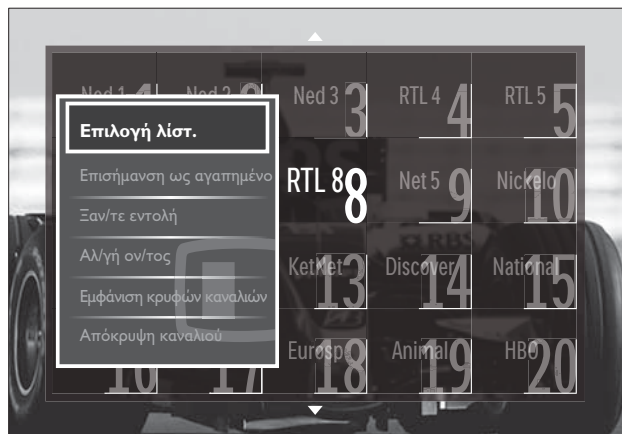 Ned 1
Ned 2
Ned 3 3
RTL 4 4
RTL 5 5
Επιλογή λίστ.
Επισήμανση ως αγαπημένο
Ξαν/τε εντολή
Αλ/γή ον/τος
Εμφάνιση κρυφών καναλιών
Απόκρυψη καναλιού
RTL 8 8
Net 5 9
Nickelo 10
KetNet 13
Discover 14
National 15
16
17
Eurosp 18
Animal 19
HBO 20